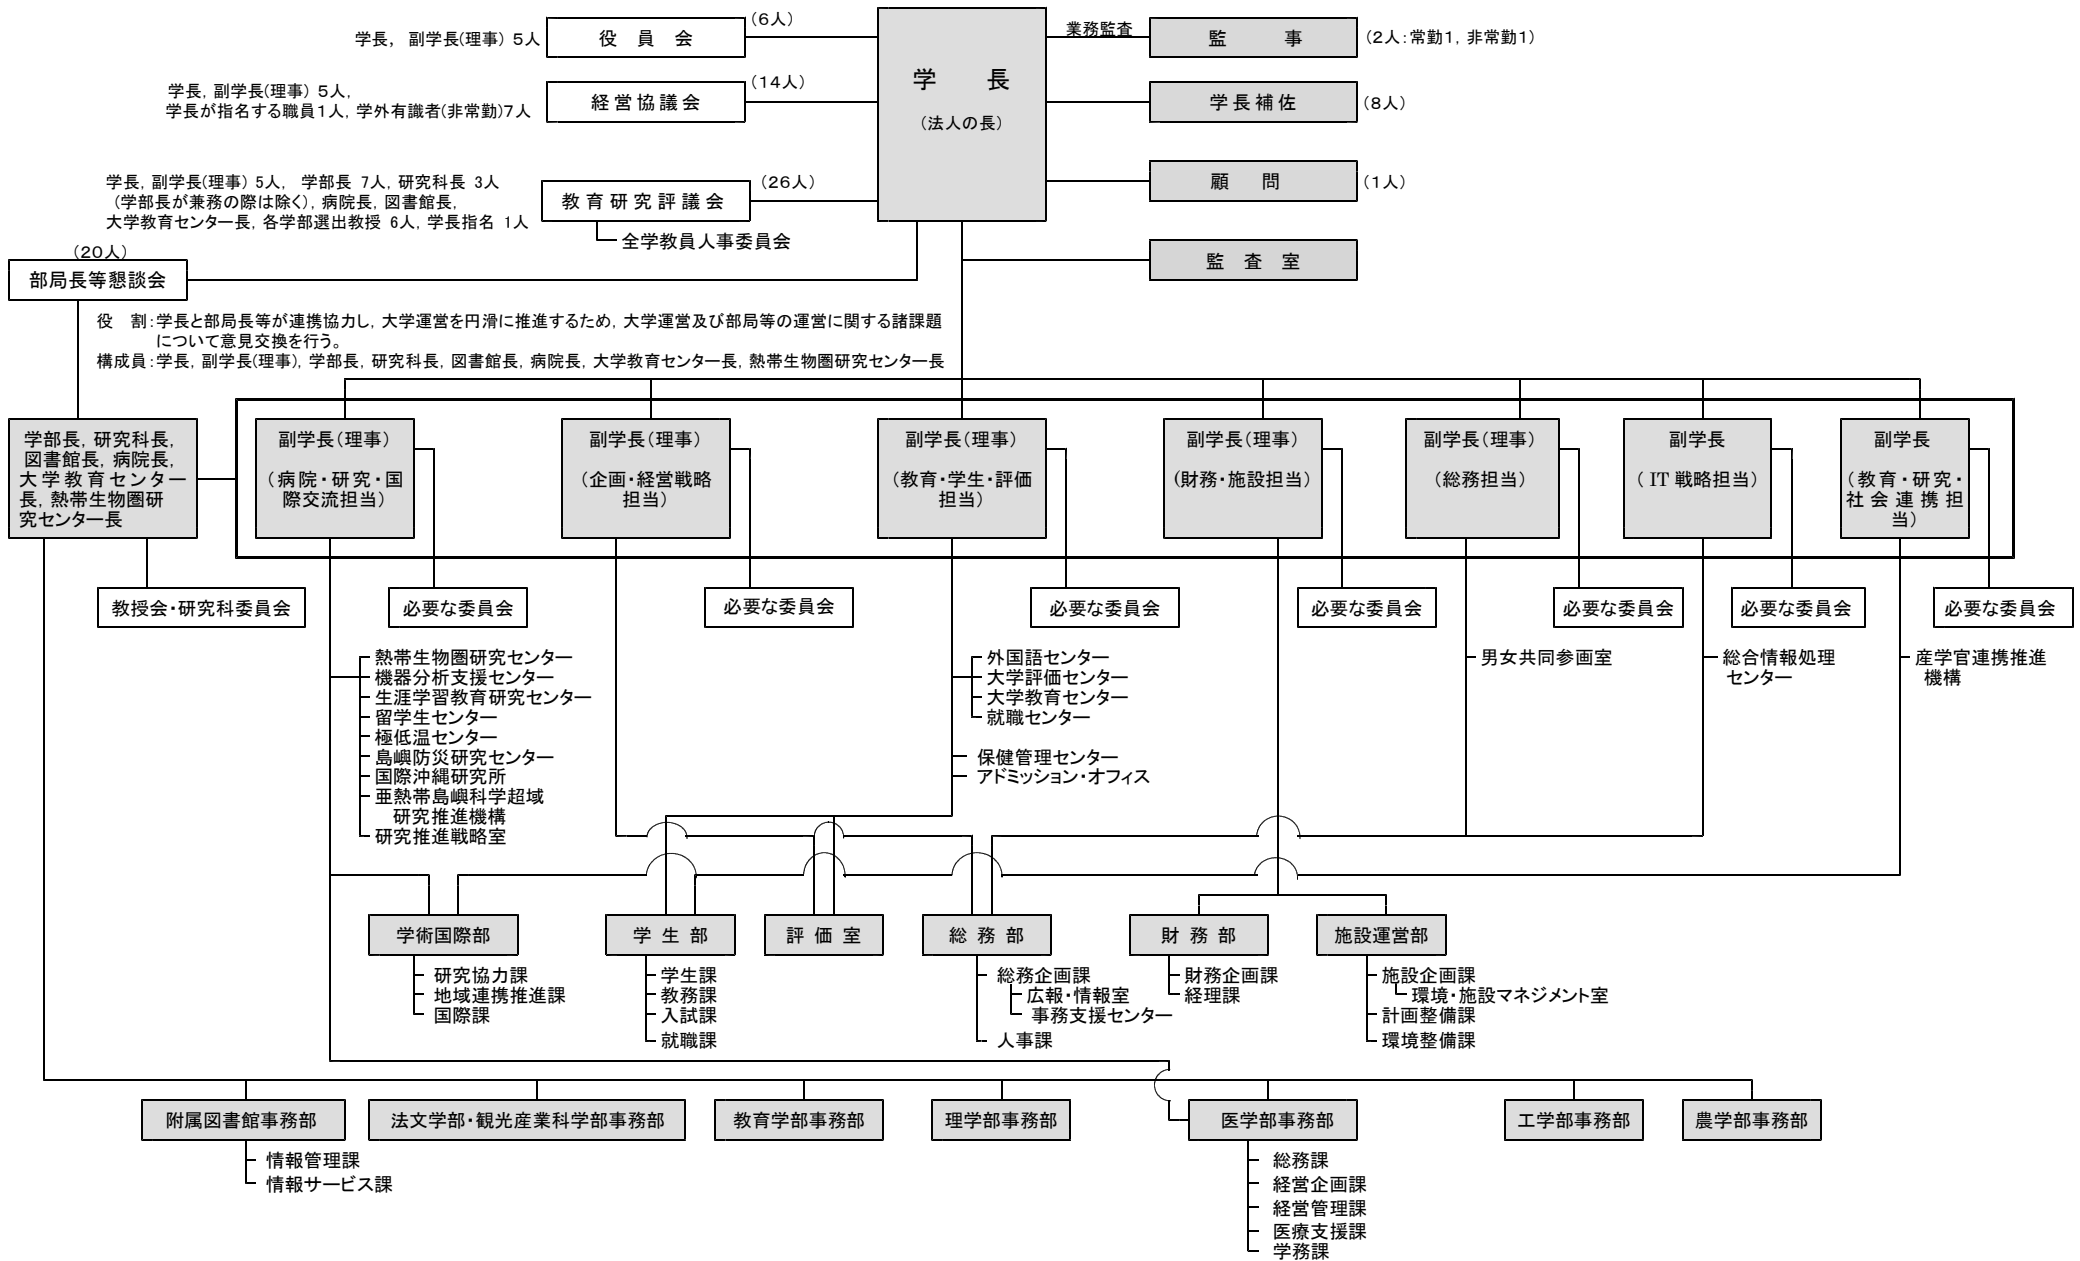 学長， 副学長(理事) 5人
役 員 会
（6人）
学 長
（法人の長）
業務監査
監 事
（2人：常勤1，非常勤1）
学長，副学長(理事) 5人，
学長が指名する職員1人，学外有識者(非常勤)7人
経営協議会
（14人）
学長補佐
（8人）
学長，副学長(理事) 5人， 学部長 7人，研究科長 3人
（学部長が兼務の際は除く），病院長，図書館長，
大学教育センター長，各学部選出教授 6人，学長指名 1人
教育研究評議会
（26人）
全学教員人事委員会
顧 問
（1人）
監 査 室
（20人）
部局長等懇談会
役 割：学長と部局長等が連携協力し，大学運営を円滑に推進するため，大学運営及び部局等の運営に関する諸課題
について意見交換を行う。
構成員：学長，副学長(理事)，学部長，研究科長，図書館長，病院長，大学教育センター長，熱帯生物圏研究センター長
学部長，研究科長，
図書館長，病院長，
大学教育センター
長，熱帯生物圏研
究センター長
副学長（理事）
（病院・研究・国
際交流担当）
副学長（理事）
（企画・経営戦略
担当）
副学長（理事）
（教育・学生・評価
担当）
副学長（理事）
(財務・施設担当）
副学長（理事）
（総務担当）
副学長
（ IT 戦略担当）
副学長
（教育・研究・
社会連携担
当）
教授会・研究科委員会
必要な委員会
必要な委員会
必要な委員会
必要な委員会
必要な委員会
必要な委員会
必要な委員会
熱帯生物圏研究センター
機器分析支援センター
生涯学習教育研究センター
留学生センター
極低温センター
島嶼防災研究センター
国際沖縄研究所
亜熱帯島嶼科学超域
研究推進機構
研究推進戦略室
外国語センター
大学評価センター
大学教育センター
就職センター
保健管理センター
アドミッション・オフィス
男女共同参画室
総合情報処理
センター
産学官連携推進
機構
学術国際部
研究協力課
地域連携推進課
国際課
学 生 部
学生課
教務課
入試課
就職課
評 価 室
総 務 部
総務企画課
広報・情報室
事務支援センター
人事課
財 務 部
財務企画課
経理課
施設運営部
施設企画課
環境・施設マネジメント室
計画整備課
環境整備課
附属図書館事務部
情報管理課
情報サービス課
法文学部・観光産業科学部事務部
教育学部事務部
理学部事務部
医学部事務部
総務課
経営企画課
経営管理課
医療支援課
学務課
工学部事務部
農学部事務部